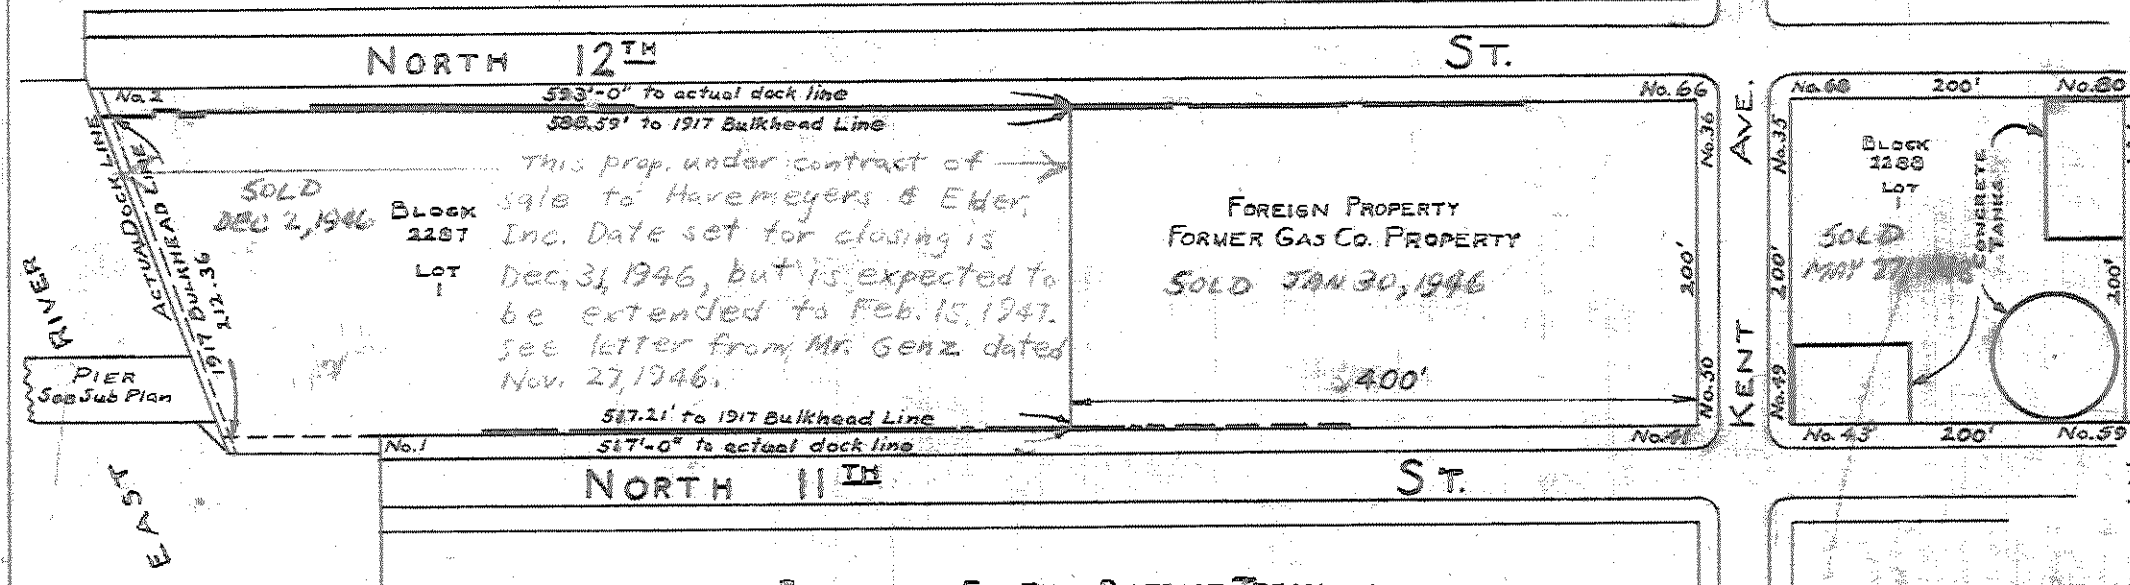 NORTH 12TH ST.
No. 2
593'-0" to actual dock line
588.59' to 1917 Bulkhead Line
No. 66
No. 36
KENT AVE.
No. 68 200' No. 80
No. 35
ACTUAL DOCK LINE
1917 BULKHEAD LINE
212.36
SOLD
DEC 2, 1946
BLOCK
2287
LOT
1
This prop. under contract of
sale to Havemeyers & Elder,
Inc. Date set for closing is
Dec. 31, 1946, but is expected to
be extended to Feb. 15, 1947.
See letter from Mr. Genz dated
Nov. 27, 1946.
FOREIGN PROPERTY
FORMER GAS CO. PROPERTY
SOLD JAN 30, 1946
200'
400'
No. 30
BLOCK
2288
LOT
1
SOLD
MAY 27
CONCRETE
TANKS
200'
200'
No. 49
EAST RIVER
PIER
See Sub Plan
517.21' to 1917 Bulkhead Line
No. 1
517'-0" to actual dock line
No. 43 200' No. 59
NORTH 11TH ST.